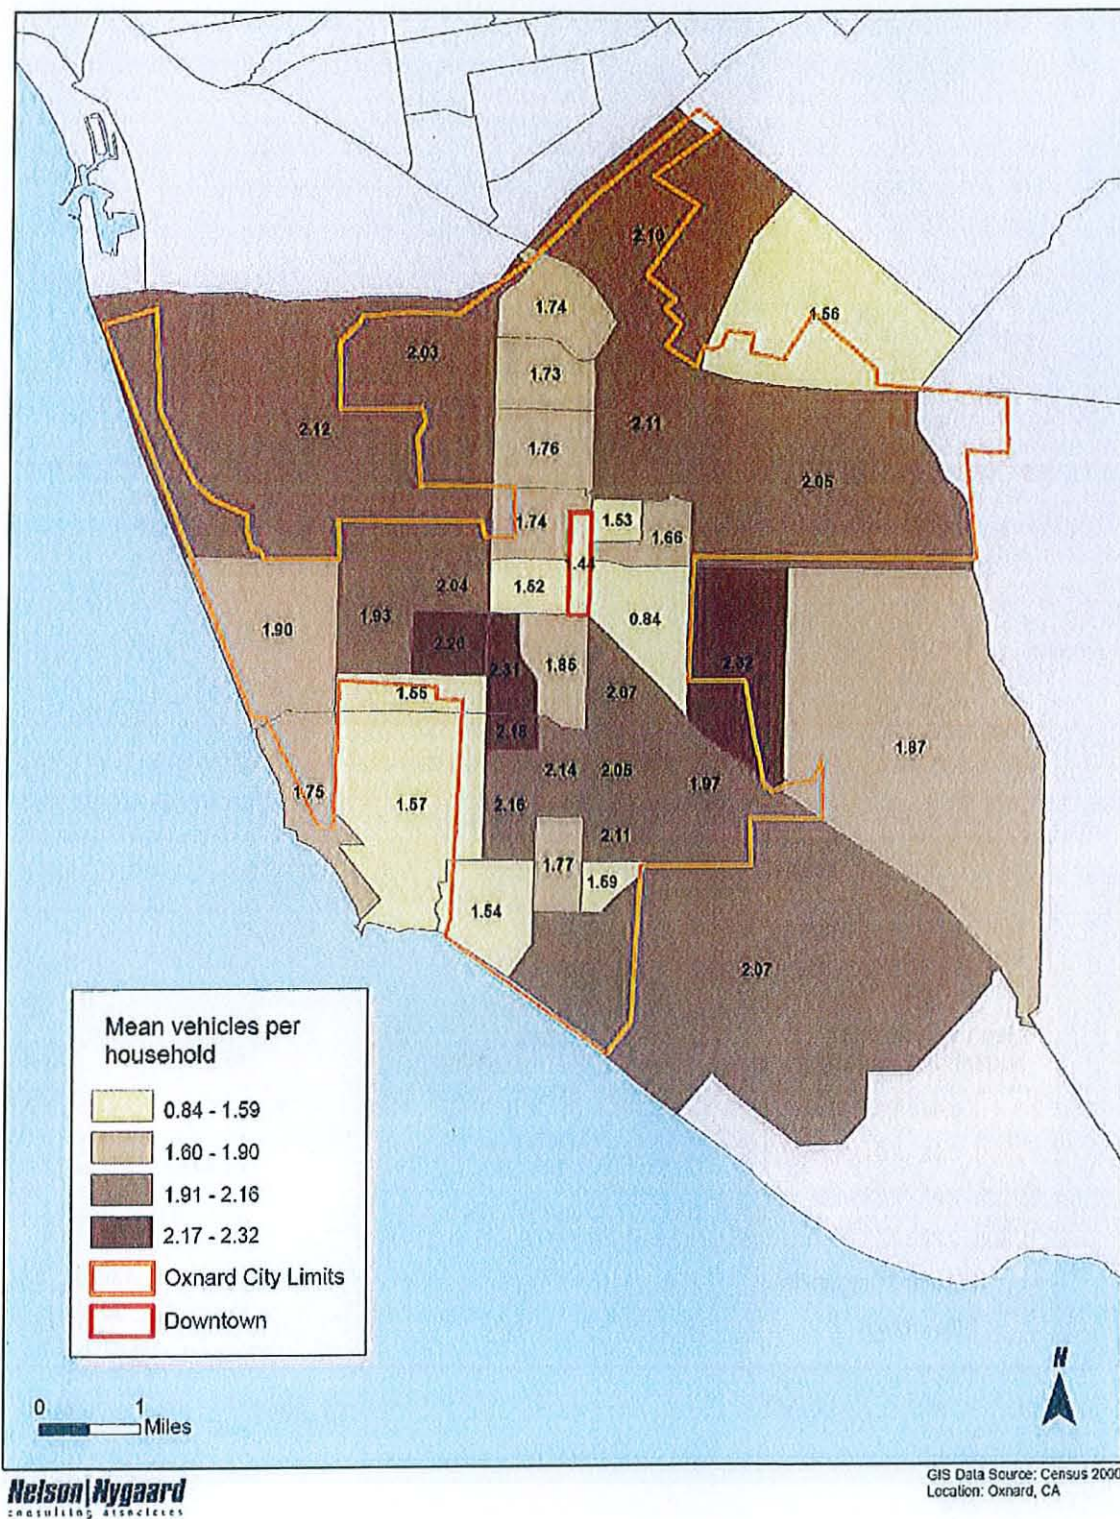 2.10
1.56
1.74
2.03
1.73
2.12
2.11
1.76
2.05
1.74
1.53
1.66
1.44
2.04
1.52
1.93
0.84
1.90
2.20
2.31
1.85
2.32
2.07
1.55
2.18
1.87
2.14
2.05
1.97
1.75
1.57
2.16
2.11
1.77
1.59
1.54
2.07
Mean vehicles per
household
0.84 - 1.59
1.60 - 1.90
1.91 - 2.16
2.17 - 2.32
Oxnard City Limits
Downtown
N
0 1
Miles
Nelson|Nygaard
consulting associates
GIS Data Source: Census 2000
Location: Oxnard, CA